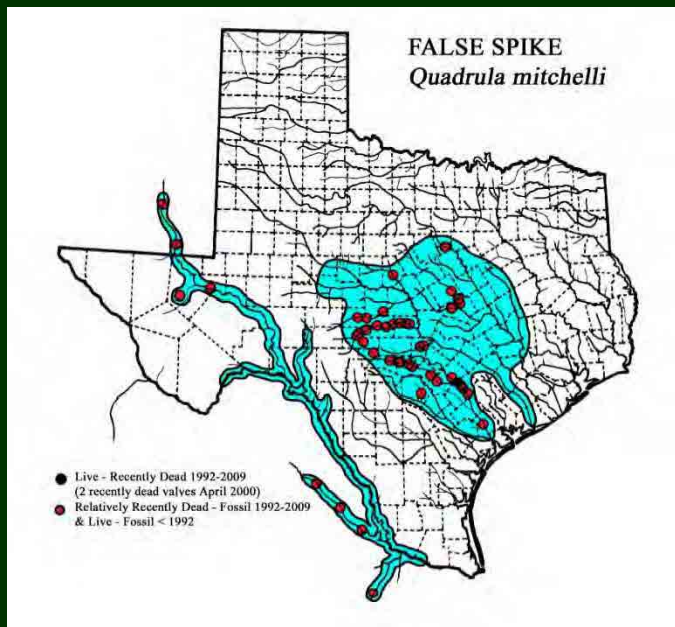 FALSE SPIKE
Quadrula mitchelli
Live - Recently Dead 1992-2009
(2 recently dead valves April 2000)
Relatively Recently Dead - Fossil 1992-2009
& Live - Fossil < 1992